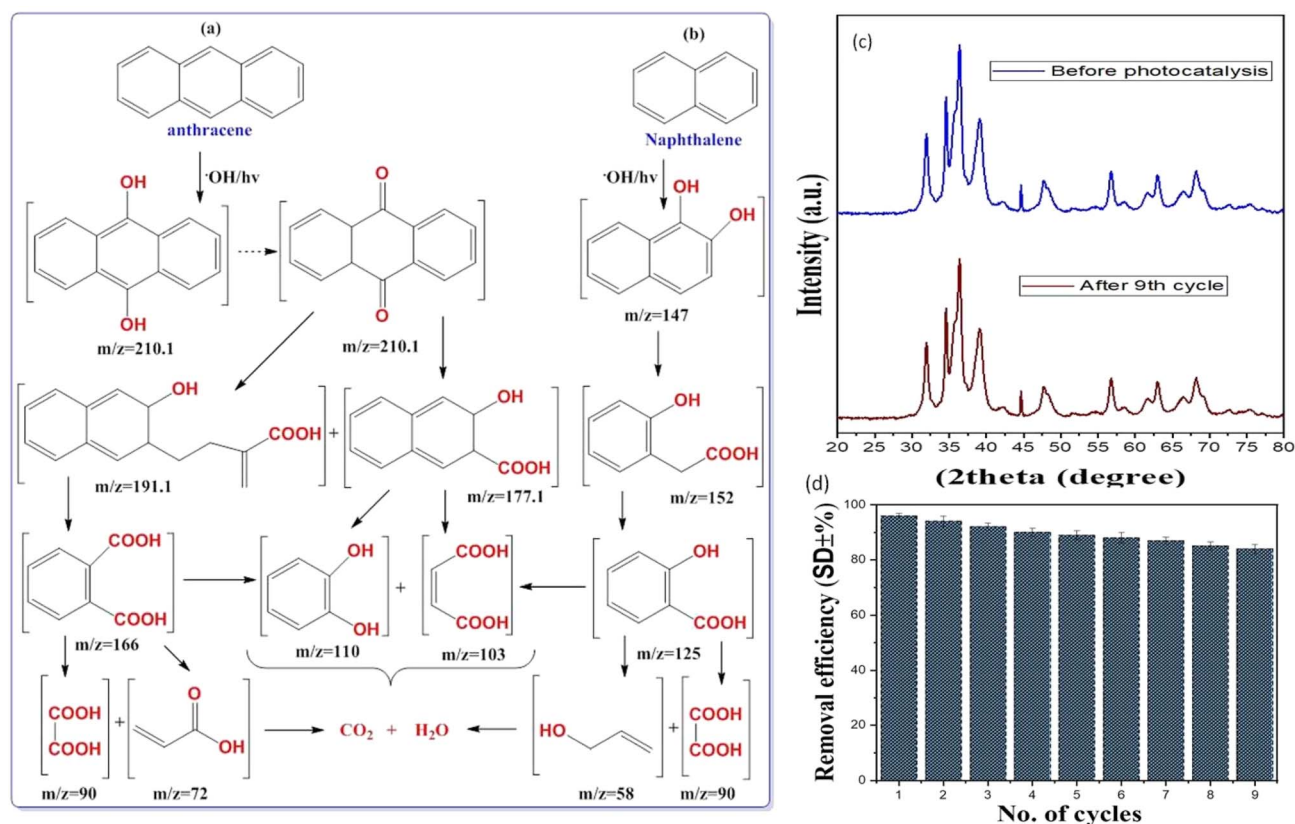 (a)
anthracene
·OH/hv
OH
OH
m/z=210.1
O
O
m/z=210.1
OH
COOH
m/z=191.1
+
OH
COOH
m/z=177.1
COOH
COOH
m/z=166
OH
OH
m/z=110
+
COOH
COOH
m/z=103
COOH
COOH
m/z=90
+
O
OH
m/z=72
CO2 + H2O
(b)
Naphthalene
·OH/hv
OH
OH
m/z=147
OH
COOH
m/z=152
OH
COOH
m/z=125
HO
m/z=58
+
COOH
COOH
m/z=90
(c)
Intensity (a.u.)
Before photocatalysis
After 9th cycle
20 25 30 35 40 45 50 55 60 65 70 75 80
(2theta (degree)
(d)
Removal efficiency (SD±%)
100
80
60
40
20
0
1 2 3 4 5 6 7 8 9
No. of cycles